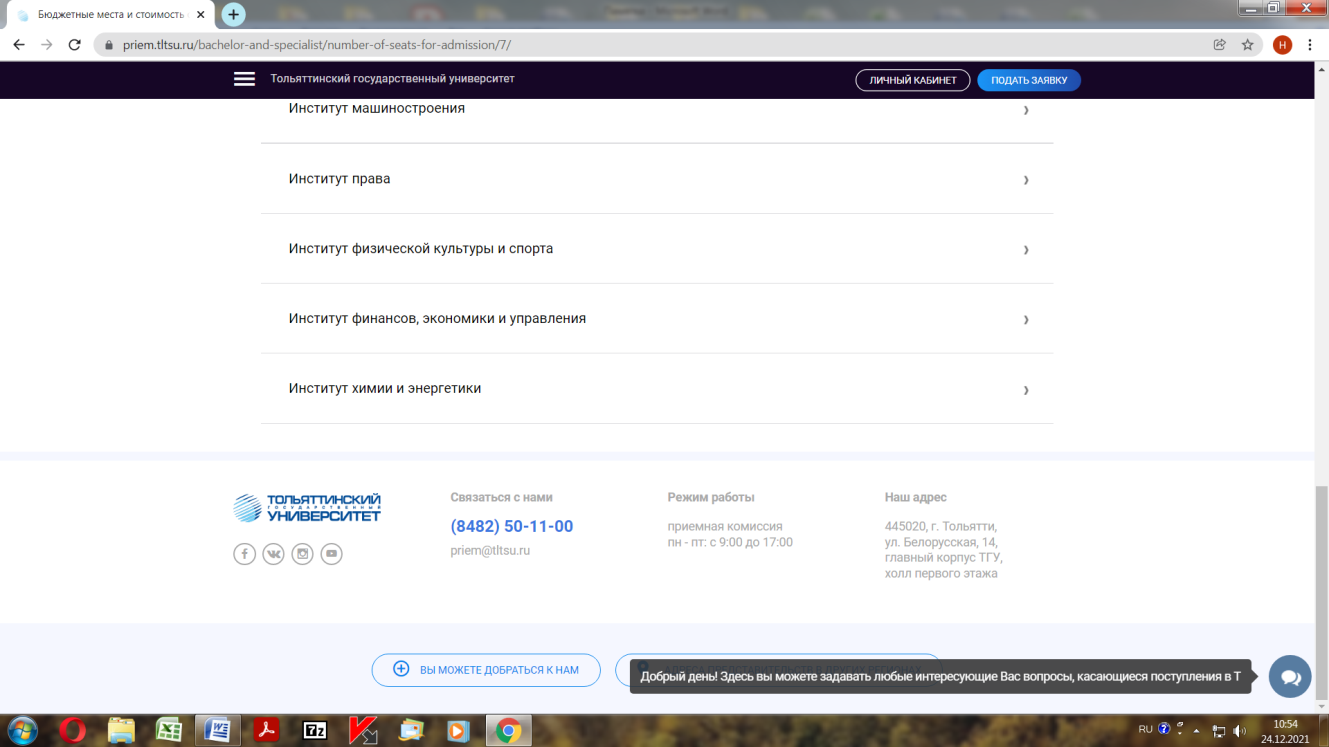 Бюджетные места и стоимость
priem.tltsu.ru/bachelor-and-specialist/number-of-seats-for-admission/7/
Н
Тольяттинский государственный университет
ЛИЧНЫЙ КАБИНЕТ
ПОДАТЬ ЗАЯВКУ
Институт машиностроения
Институт права
Институт физической культуры и спорта
Институт финансов, экономики и управления
Институт химии и энергетики
ТОЛЬЯТТИНСКИЙ
ГОСУДАРСТВЕННЫЙ
УНИВЕРСИТЕТ
Связаться с нами
(8482) 50-11-00
priem@tltsu.ru
Режим работы
приемная комиссия
пн - пт: с 9:00 до 17:00
Наш адрес
445020, г. Тольятти,
ул. Белорусская, 14,
главный корпус ТГУ,
холл первого этажа
ВЫ МОЖЕТЕ ДОБРАТЬСЯ К НАМ
Добрый день! Здесь вы можете задавать любые интересующие Вас вопросы, касающиеся поступления в Т
RU
10:54
24.12.2021